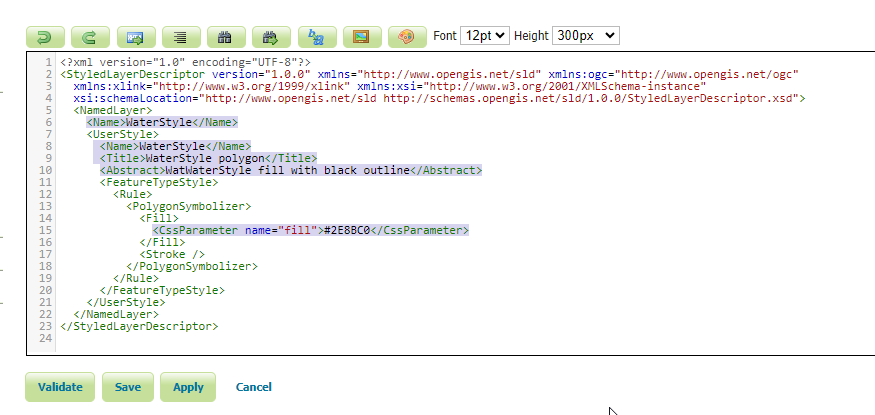 Font 12pt Height 300px
1 <?xml version="1.0" encoding="UTF-8"?>
2 <StyledLayerDescriptor version="1.0.0" xmlns="http://www.opengis.net/sld" xmlns:ogc="http://www.opengis.net/ogc"
3 xmlns:xlink="http://www.w3.org/1999/xlink" xmlns:xsi="http://www.w3.org/2001/XMLSchema-instance"
4 xsi:schemaLocation="http://www.opengis.net/sld http://schemas.opengis.net/sld/1.0.0/StyledLayerDescriptor.xsd">
5 <NamedLayer>
6 <Name>WaterStyle</Name>
7 <UserStyle>
8 <Name>WaterStyle</Name>
9 <Title>WaterStyle polygon</Title>
10 <Abstract>WatWaterStyle fill with black outline</Abstract>
11 <FeatureTypeStyle>
12 <Rule>
13 <PolygonSymbolizer>
14 <Fill>
15 <CssParameter name="fill">#2E8BC0</CssParameter>
16 </Fill>
17 <Stroke />
18 </PolygonSymbolizer>
19 </Rule>
20 </FeatureTypeStyle>
21 </UserStyle>
22 </NamedLayer>
23 </StyledLayerDescriptor>
24
Validate Save Apply Cancel